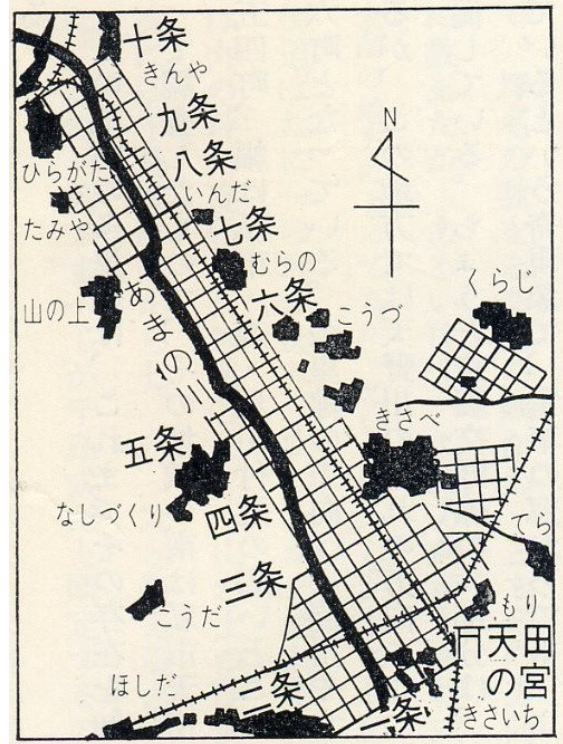 十条
きんや
九条
八条
ひらがた
いんだ
たみや
七条
むらの
山の上
六条
こうづ
くらじ
あまの川
N
五条
きさべ
なしづくり
四条
てら
三条
こうだ
もり
天田の宮
ほしだ
二条
一条
きさいち